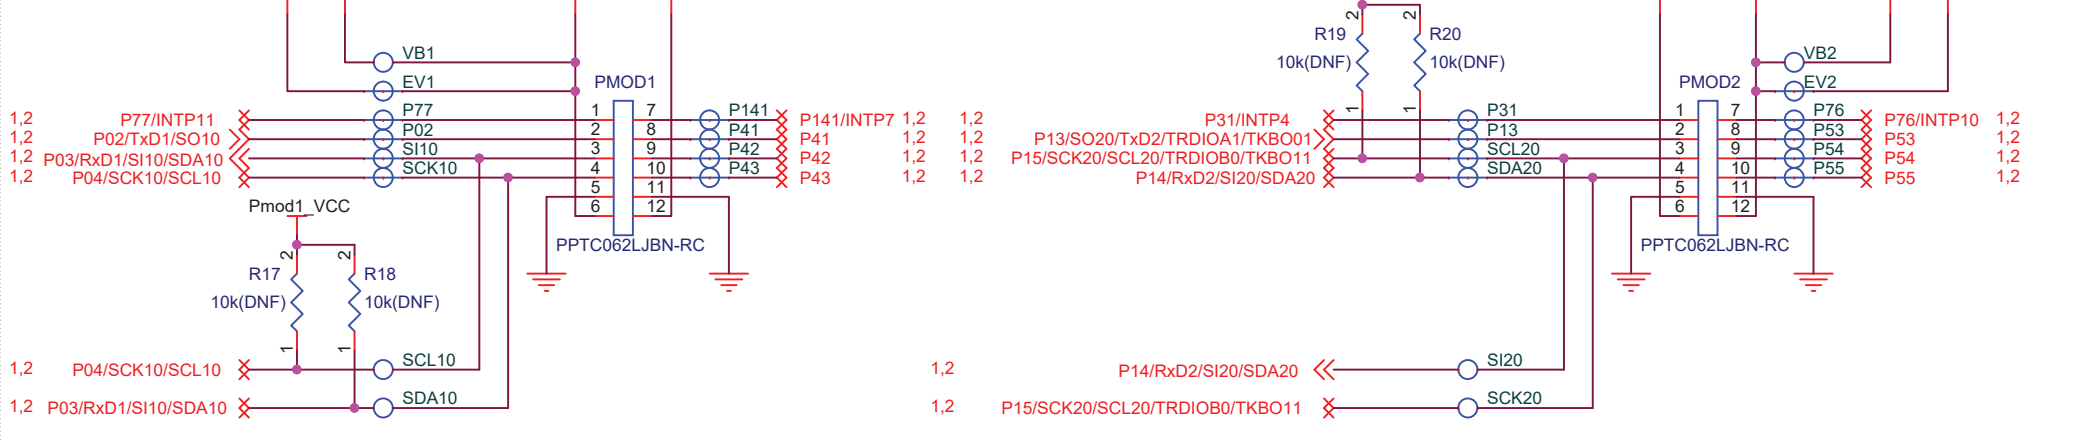 VB1
EV1
PMOD1
1,2 P77/INTP11 P77 1 7 P141 P141/INTP7 1,2
1,2 P02/TxD1/SO10 P02 2 8 P41 P41 1,2
1,2 P03/RxD1/SI10/SDA10 SI10 3 9 P42 P42 1,2
1,2 P04/SCK10/SCL10 SCK10 4 10 P43 P43 1,2
5 11
6 12
PPTC062LJBN-RC
Pmod1_VCC
2 2
R17 R18
10k(DNF) 10k(DNF)
1 1
1,2 P04/SCK10/SCL10 SCL10
1,2 P03/RxD1/SI10/SDA10 SDA10
2 2
R19 R20
10k(DNF) 10k(DNF)
1 1
VB2
EV2
PMOD2
1,2 P31/INTP4 P31 1 7 P76 P76/INTP10 1,2
1,2 P13/SO20/TxD2/TRDIOA1/TKBO01 P13 2 8 P53 P53 1,2
1,2 P15/SCK20/SCL20/TRDIOB0/TKBO11 SCL20 3 9 P54 P54 1,2
1,2 P14/RxD2/SI20/SDA20 SDA20 4 10 P55 P55 1,2
5 11
6 12
PPTC062LJBN-RC
1,2 P14/RxD2/SI20/SDA20 SI20
1,2 P15/SCK20/SCL20/TRDIOB0/TKBO11 SCK20